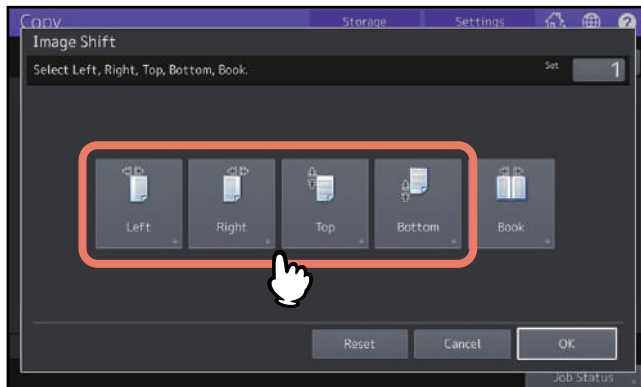 Copy Storage Settings
Image Shift
Select Left, Right, Top, Bottom, Book. Set 1
Left Right Top Bottom Book
Reset Cancel OK
Job Status